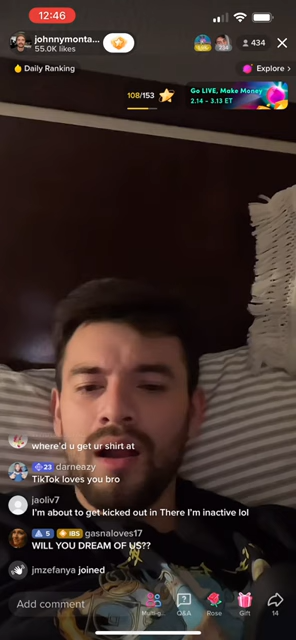 12:46
johnnymonta...
55.0K likes
434
Daily Ranking
Explore >
108/153
Go LIVE, Make Money
2.14 - 3.13 ET
where'd u get ur shirt at
23 darneazy
TikTok loves you bro
jaoliv7
I'm about to get kicked out in There I'm inactive lol
5 IBS gasnaloves17
WILL YOU DREAM OF US??
jmzefanya joined
Add comment
Multi-g...
Q&A
Rose
Gift
14